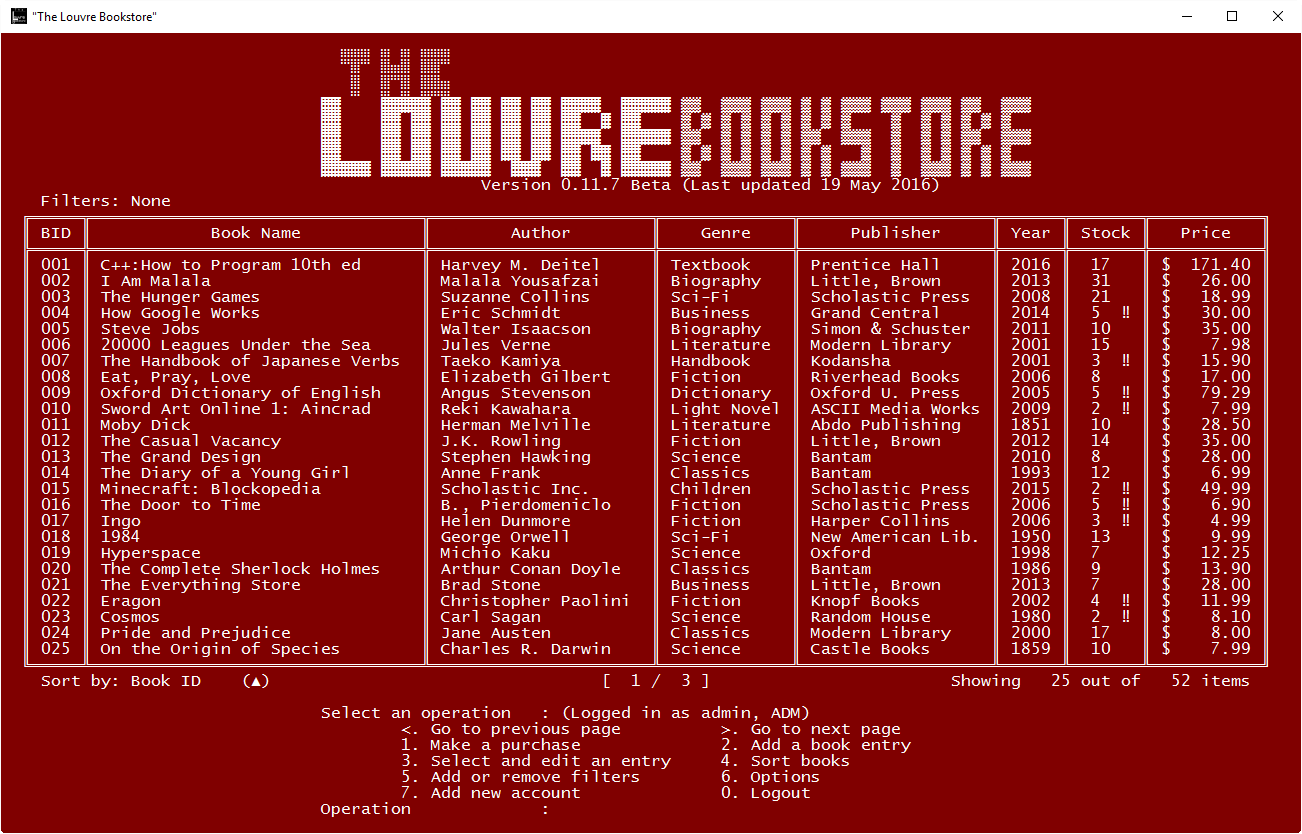 "The Louvre Bookstore"
THE
LOUVRE BOOKSTORE
Version 0.11.7 Beta (Last updated 19 May 2016)
Filters: None
BID Book Name Author Genre Publisher Year Stock Price
001 C++:How to Program 10th ed Harvey M. Deitel Textbook Prentice Hall 2016 17 $ 171.40
002 I Am Malala Malala Yousafzai Biography Little, Brown 2013 31 $ 26.00
003 The Hunger Games Suzanne Collins Sci-Fi Scholastic Press 2008 21 $ 18.99
004 How Google Works Eric Schmidt Business Grand Central 2014 5 ‼ $ 30.00
005 Steve Jobs Walter Isaacson Biography Simon & Schuster 2011 10 $ 35.00
006 20000 Leagues Under the Sea Jules Verne Literature Modern Library 2001 15 $ 7.98
007 The Handbook of Japanese Verbs Taeko Kamiya Handbook Kodansha 2001 3 ‼ $ 15.90
008 Eat, Pray, Love Elizabeth Gilbert Fiction Riverhead Books 2006 8 $ 17.00
009 Oxford Dictionary of English Angus Stevenson Dictionary Oxford U. Press 2005 5 ‼ $ 79.29
010 Sword Art Online 1: Aincrad Reki Kawahara Light Novel ASCII Media Works 2009 2 ‼ $ 7.99
011 Moby Dick Herman Melville Literature Abdo Publishing 1851 10 $ 28.50
012 The Casual Vacancy J.K. Rowling Fiction Little, Brown 2012 14 $ 35.00
013 The Grand Design Stephen Hawking Science Bantam 2010 8 $ 28.00
014 The Diary of a Young Girl Anne Frank Classics Bantam 1993 12 $ 6.99
015 Minecraft: Blockopedia Scholastic Inc. Children Scholastic Press 2015 2 ‼ $ 49.99
016 The Door to Time B., Pierdomeniclo Fiction Scholastic Press 2006 5 ‼ $ 6.90
017 Ingo Helen Dunmore Fiction Harper Collins 2006 3 ‼ $ 4.99
018 1984 George Orwell Sci-Fi New American Lib. 1950 13 $ 9.99
019 Hyperspace Michio Kaku Science Oxford 1998 7 $ 12.25
020 The Complete Sherlock Holmes Arthur Conan Doyle Classics Bantam 1986 9 $ 13.90
021 The Everything Store Brad Stone Business Little, Brown 2013 7 $ 28.00
022 Eragon Christopher Paolini Fiction Knopf Books 2002 4 ‼ $ 11.99
023 Cosmos Carl Sagan Science Random House 1980 2 ‼ $ 8.10
024 Pride and Prejudice Jane Austen Classics Modern Library 2000 17 $ 8.00
025 On the Origin of Species Charles R. Darwin Science Castle Books 1859 10 $ 7.99
Sort by: Book ID (▲) [ 1 / 3 ] Showing 25 out of 52 items
Select an operation : (Logged in as admin, ADM)
<. Go to previous page >. Go to next page
1. Make a purchase 2. Add a book entry
3. Select and edit an entry 4. Sort books
5. Add or remove filters 6. Options
7. Add new account 0. Logout
Operation :